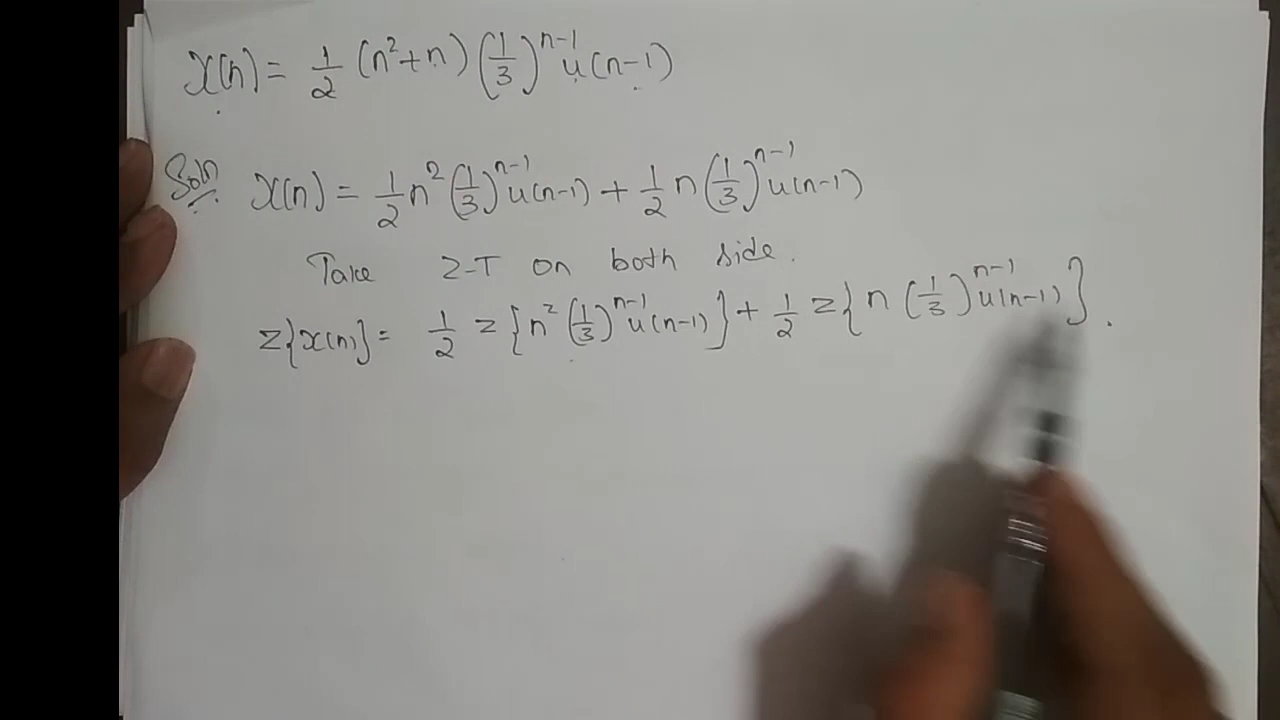 x(n) = 1/2 (n²+n) (1/3)^(n-1) u(n-1)
Soln x(n) = 1/2 n² (1/3)^(n-1) u(n-1) + 1/2 n (1/3)^(n-1) u(n-1)
Take Z-T on both side.
z{x(n)} = 1/2 z{n² (1/3)^(n-1) u(n-1)} + 1/2 z{n (1/3)^(n-1) u(n-1)}.